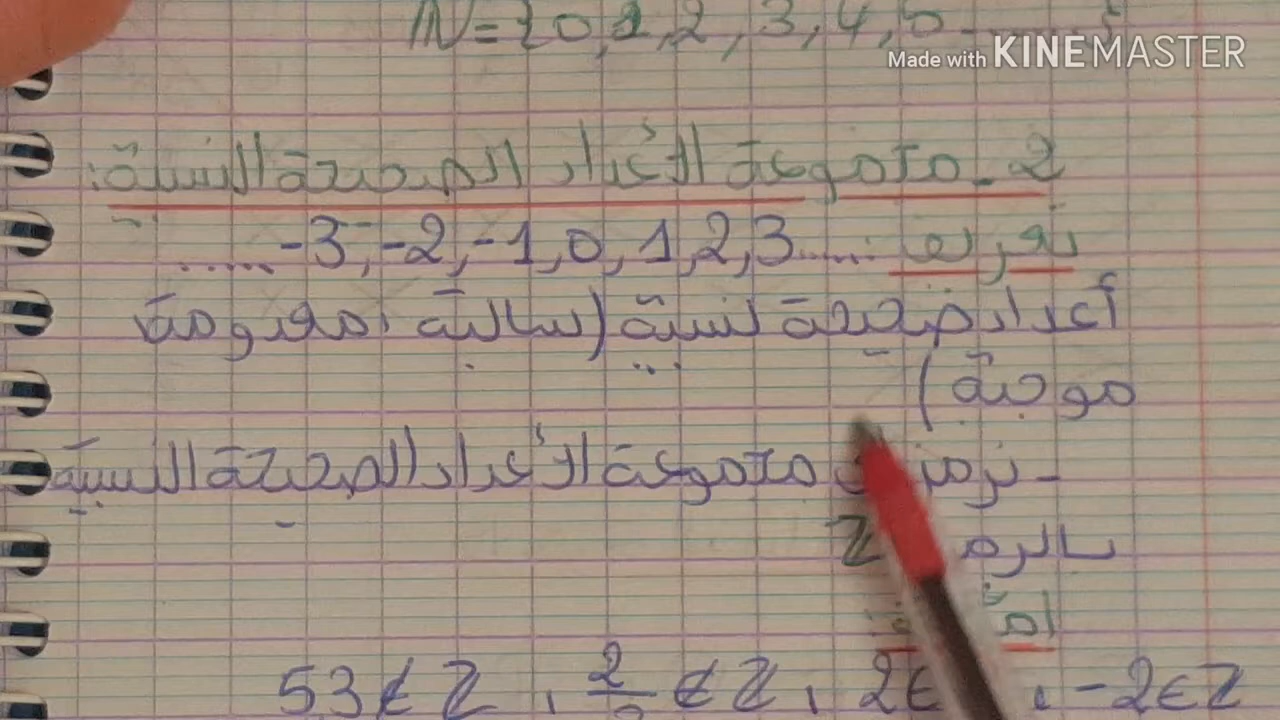 IN={0,1,2,3,4,5......}
Made with KINEMASTER
2_ مجموعة الأعداد الصحيحة النسبية:
تعريف ......-3,-2,-1,0,1,2,3......
أعداد صحيحة نسبية (سالبة، معدومة،
موجبة)
- نرمز مجموعة الأعداد الصحيحة النسبية
بالرمز Z
53∉Z , 2 ∉Z , 2∈ , -2∈Z